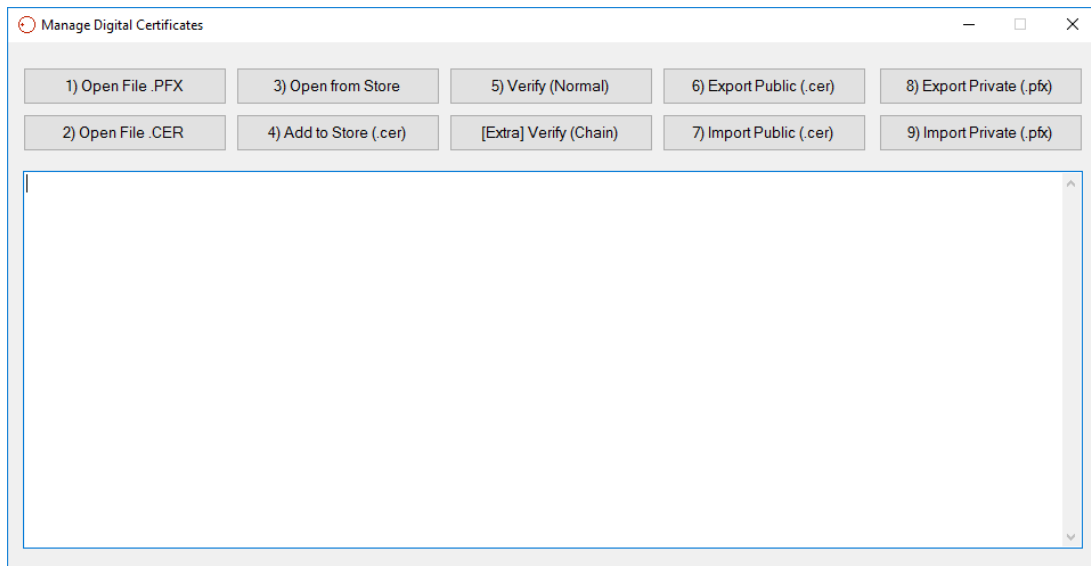 Manage Digital Certificates
1) Open File .PFX
3) Open from Store
5) Verify (Normal)
6) Export Public (.cer)
8) Export Private (.pfx)
2) Open File .CER
4) Add to Store (.cer)
[Extra] Verify (Chain)
7) Import Public (.cer)
9) Import Private (.pfx)